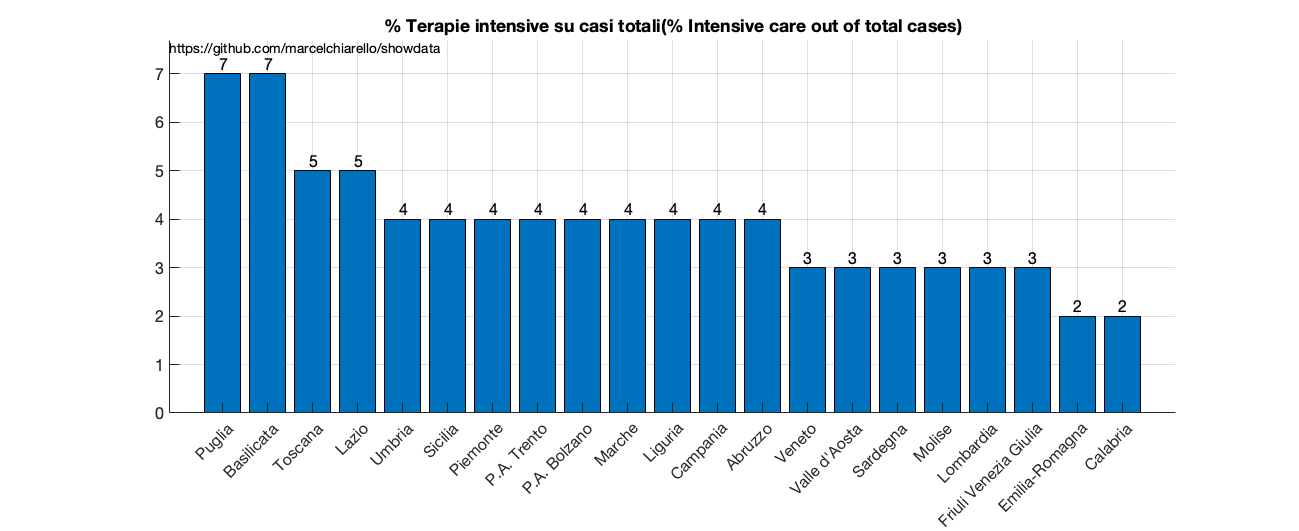 % Terapie intensive su casi totali(% Intensive care out of total cases)
https://github.com/marcelchiarello/showdata
7 7 5 5 4 4 4 4 4 4 4 4 4 3 3 3 3 3 3 2 2
7
6
5
4
3
2
1
0
Puglia
Basilicata
Toscana
Lazio
Umbria
Sicilia
Piemonte
P.A. Trento
P.A. Bolzano
Marche
Liguria
Campania
Abruzzo
Veneto
Valle d'Aosta
Sardegna
Molise
Lombardia
Friuli Venezia Giulia
Emilia-Romagna
Calabria